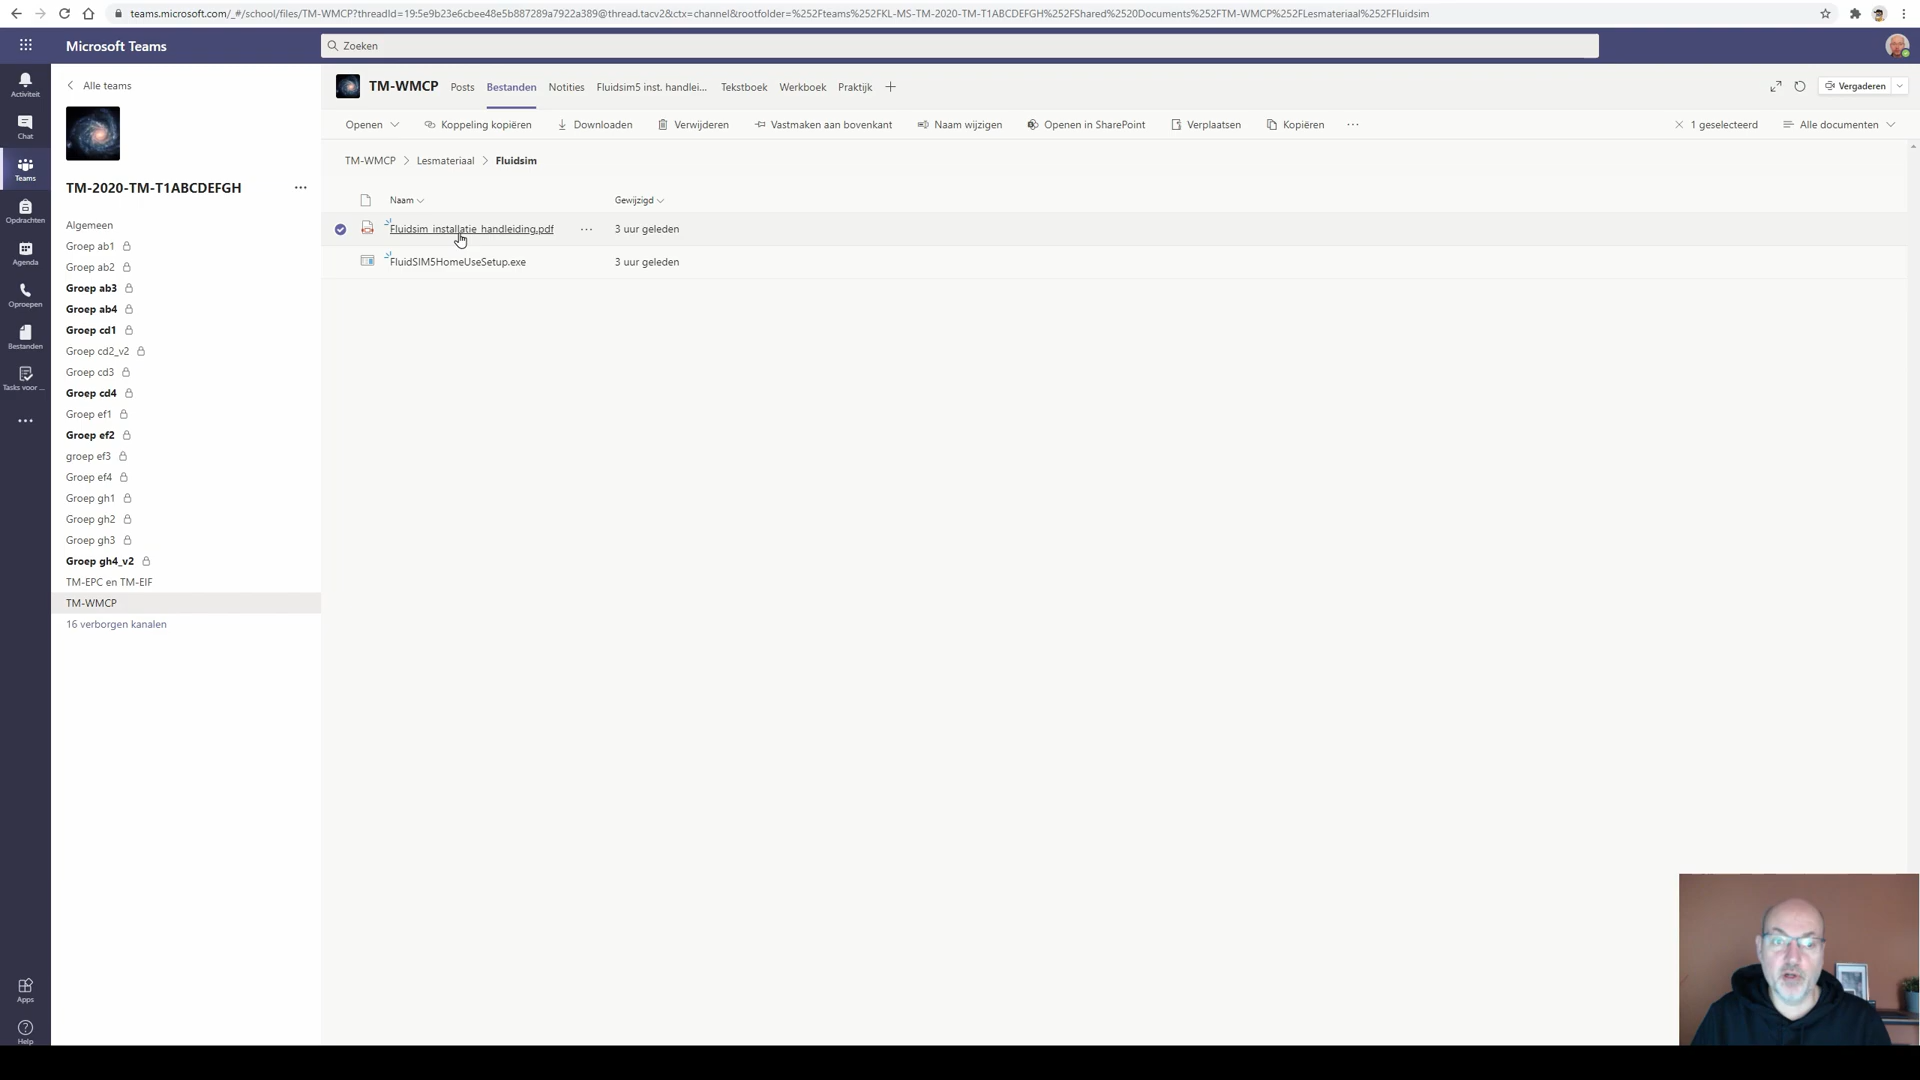 teams.microsoft.com/_#/school/files/TM-WMCP?threadId=19:5e9b23e6cbee48e5b887289a7922a389@thread.tacv2&ctx=channel&rootfolder=%252Fteams%252FKL-MS-TM-2020-TM-T1ABCDEFGH%252FShared%2520Documents%252FTM-WMCP%252FLesmateriaal%252FFluidsim
Microsoft Teams
Zoeken
Activiteit
Chat
Teams
Opdrachten
Agenda
Oproepen
Bestanden
Tasks voor ...
Apps
Help
Alle teams
TM-2020-TM-T1ABCDEFGH
Algemeen
Groep ab1
Groep ab2
Groep ab3
Groep ab4
Groep cd1
Groep cd2_v2
Groep cd3
Groep cd4
Groep ef1
Groep ef2
groep ef3
Groep ef4
Groep gh1
Groep gh2
Groep gh3
Groep gh4_v2
TM-EPC en TM-EIF
TM-WMCP
16 verborgen kanalen
TM-WMCP Posts Bestanden Notities Fluidsim5 inst. handlei... Tekstboek Werkboek Praktijk Vergaderen
Openen Koppeling kopiëren Downloaden Verwijderen Vastmaken aan bovenkant Naam wijzigen Openen in SharePoint Verplaatsen Kopiëren 1 geselecteerd Alle documenten
TM-WMCP > Lesmateriaal > Fluidsim
Naam Gewijzigd
Fluidsim_installatie_handleiding.pdf 3 uur geleden
FluidSIM5HomeUseSetup.exe 3 uur geleden